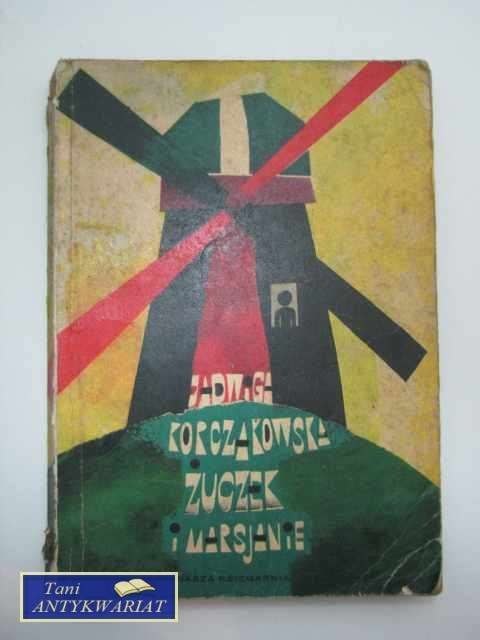 JADWIGA
KORCZAKOWSKA
ŻUCZEK
i MARSJANIE
NASZA KSIĘGARNIA
Tani
ANTYKWARIAT